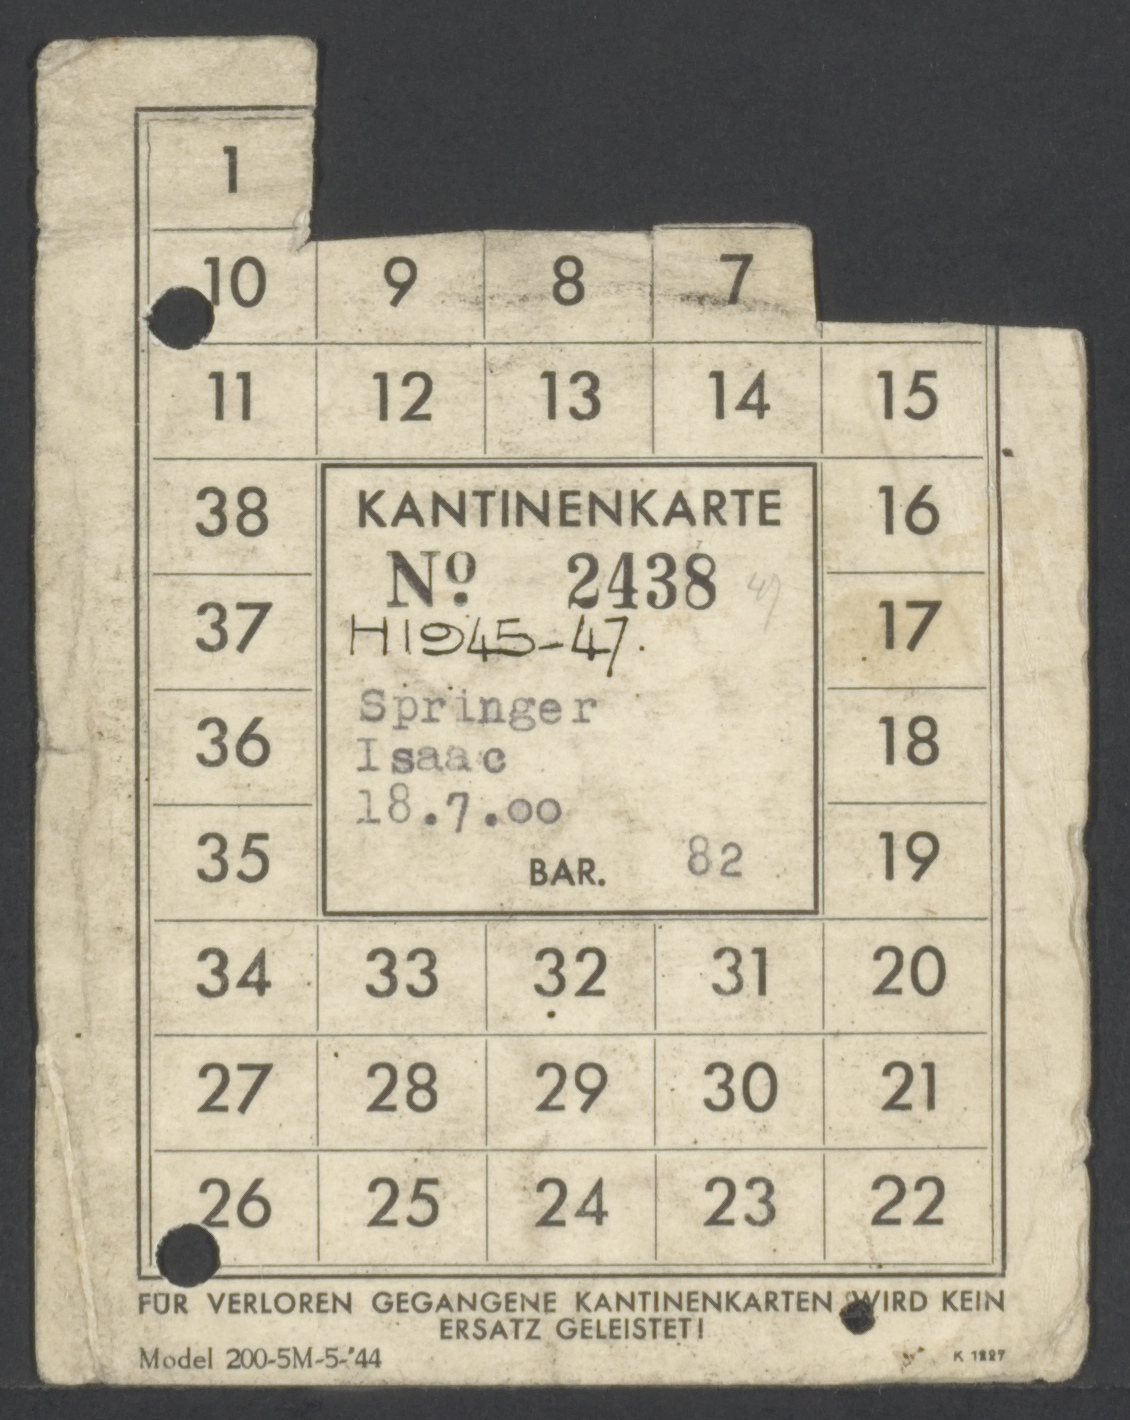 1
10 9 8 7
11 12 13 14 15
38 KANTINENKARTE 16
Nº 2438 47
37 H1945-47. 17
Springer
36 Isaac 18
18.7.00
35 BAR. 82 19
34 33 32 31 20
27 28 29 30 21
26 25 24 23 22
FÜR VERLOREN GEGANGENE KANTINENKARTEN WIRD KEIN
ERSATZ GELEISTET!
Model 200-5M-5-'44 K 1227